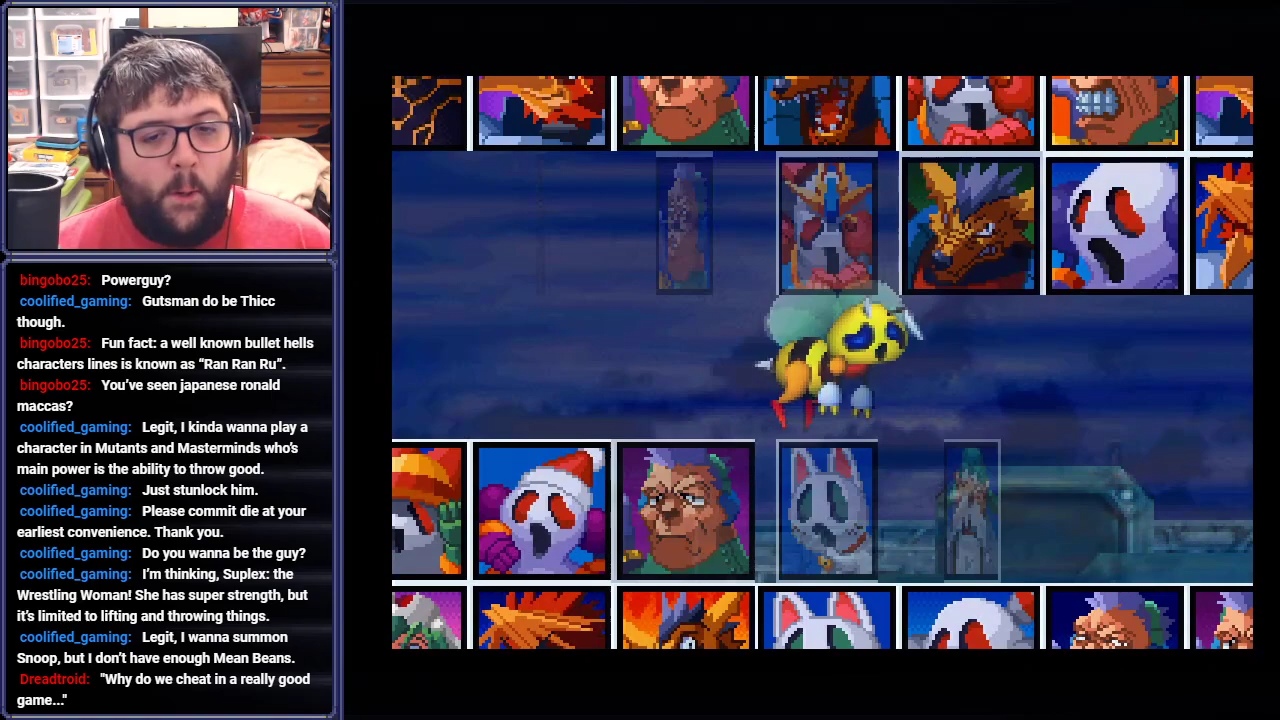 bingobo25: Powerguy?
coolified_gaming: Gutsman do be Thicc
though.
bingobo25: Fun fact: a well known bullet hells
characters lines is known as “Ran Ran Ru”.
bingobo25: You’ve seen japanese ronald
maccas?
coolified_gaming: Legit, I kinda wanna play a
character in Mutants and Masterminds who’s
main power is the ability to throw good.
coolified_gaming: Just stunlock him.
coolified_gaming: Please commit die at your
earliest convenience. Thank you.
coolified_gaming: Do you wanna be the guy?
coolified_gaming: I’m thinking, Suplex: the
Wrestling Woman! She has super strength, but
it’s limited to lifting and throwing things.
coolified_gaming: Legit, I wanna summon
Snoop, but I don’t have enough Mean Beans.
Dreadtroid: "Why do we cheat in a really good
game..."